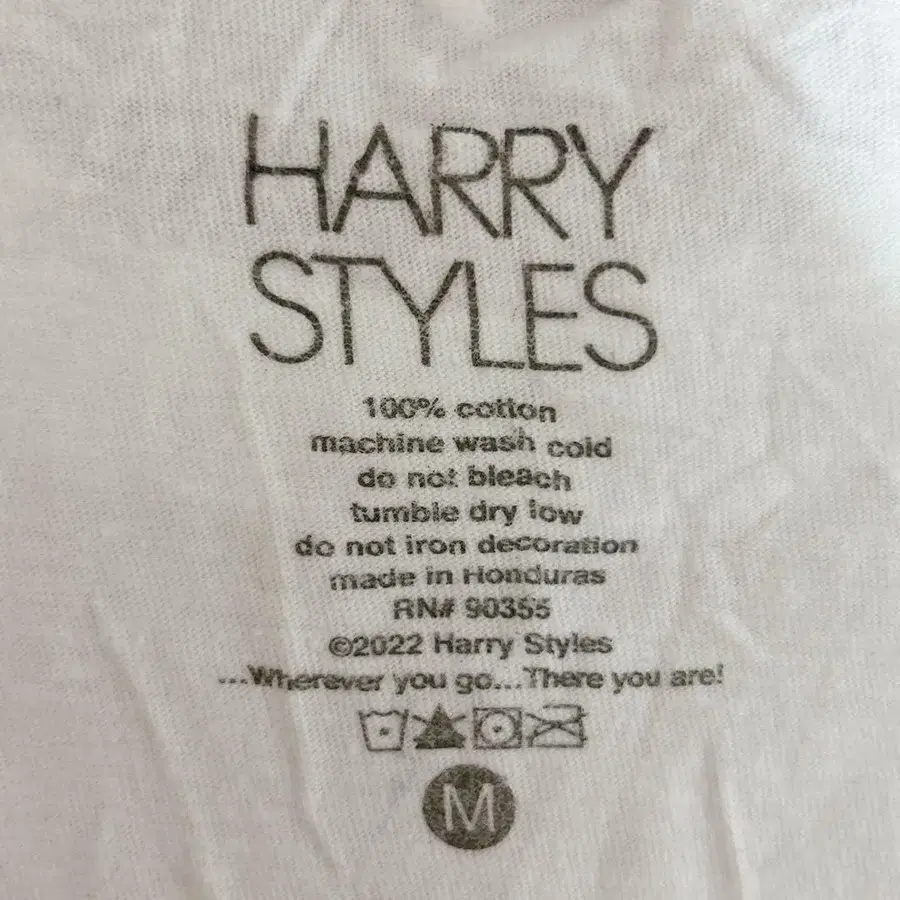 HARRY
STYLES
100% cotton
machine wash cold
do not bleach
tumble dry low
do not iron decoration
made in Honduras
RN# 90355
©2022 Harry Styles
...Wherever you go...There you are!
M